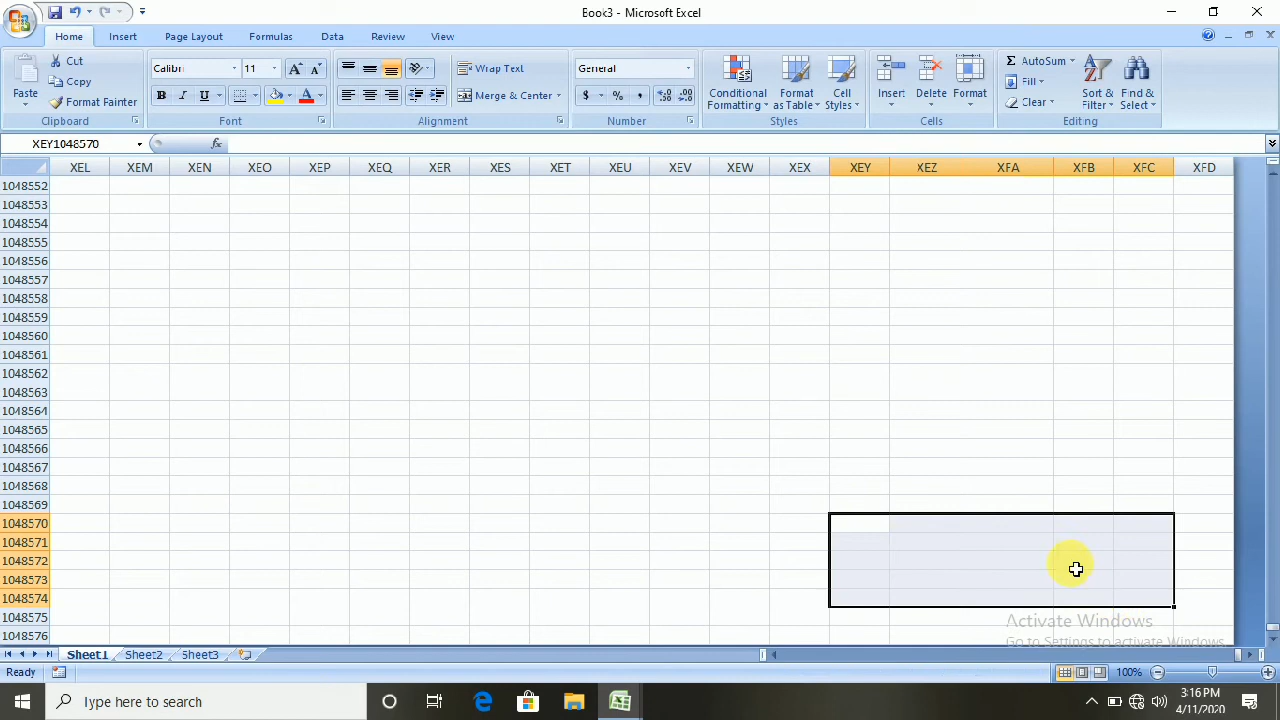 Book3 - Microsoft Excel
Home Insert Page Layout Formulas Data Review View
Paste
Cut
Copy
Format Painter
Clipboard
Calibri 11
B I U
Font
Wrap Text
Merge & Center
Alignment
General
$ % ,
Number
Conditional Formatting
Format as Table
Cell Styles
Styles
Insert Delete Format
Cells
AutoSum
Fill
Clear
Sort & Filter
Find & Select
Editing
XEY1048570 fx
XEL XEM XEN XEO XEP XEQ XER XES XET XEU XEV XEW XEX XEY XEZ XFA XFB XFC XFD
1048552
1048553
1048554
1048555
1048556
1048557
1048558
1048559
1048560
1048561
1048562
1048563
1048564
1048565
1048566
1048567
1048568
1048569
1048570
1048571
1048572
1048573
1048574
1048575
1048576
Activate Windows
Go to Settings to activate Windows.
Sheet1 Sheet2 Sheet3
Ready 100%
Type here to search
3:16 PM
4/11/2020